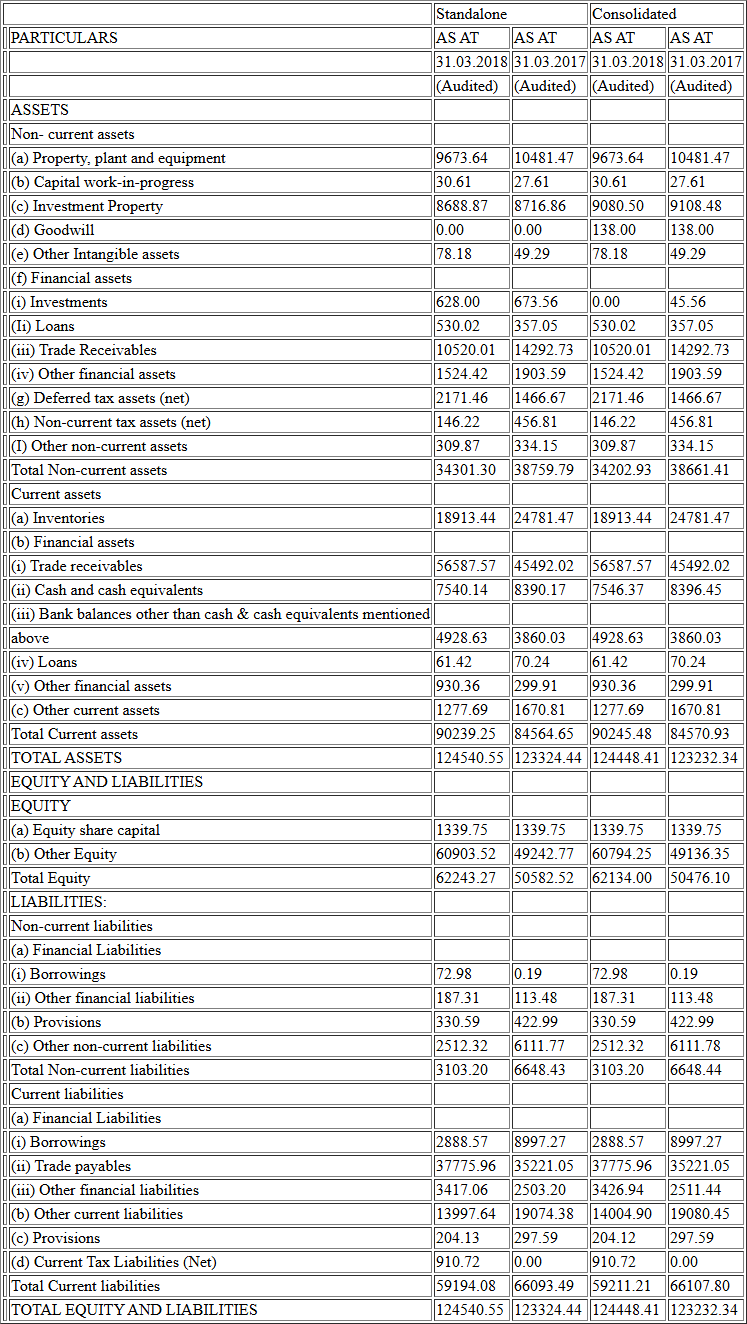 Standalone Consolidated
PARTICULARS AS AT AS AT AS AT AS AT
31.03.2018 31.03.2017 31.03.2018 31.03.2017
(Audited) (Audited) (Audited) (Audited)
ASSETS
Non- current assets
(a) Property, plant and equipment 9673.64 10481.47 9673.64 10481.47
(b) Capital work-in-progress 30.61 27.61 30.61 27.61
(c) Investment Property 8688.87 8716.86 9080.50 9108.48
(d) Goodwill 0.00 0.00 138.00 138.00
(e) Other Intangible assets 78.18 49.29 78.18 49.29
(f) Financial assets
(i) Investments 628.00 673.56 0.00 45.56
(Ii) Loans 530.02 357.05 530.02 357.05
(iii) Trade Receivables 10520.01 14292.73 10520.01 14292.73
(iv) Other financial assets 1524.42 1903.59 1524.42 1903.59
(g) Deferred tax assets (net) 2171.46 1466.67 2171.46 1466.67
(h) Non-current tax assets (net) 146.22 456.81 146.22 456.81
(I) Other non-current assets 309.87 334.15 309.87 334.15
Total Non-current assets 34301.30 38759.79 34202.93 38661.41
Current assets
(a) Inventories 18913.44 24781.47 18913.44 24781.47
(b) Financial assets
(i) Trade receivables 56587.57 45492.02 56587.57 45492.02
(ii) Cash and cash equivalents 7540.14 8390.17 7546.37 8396.45
(iii) Bank balances other than cash & cash equivalents mentioned
above 4928.63 3860.03 4928.63 3860.03
(iv) Loans 61.42 70.24 61.42 70.24
(v) Other financial assets 930.36 299.91 930.36 299.91
(c) Other current assets 1277.69 1670.81 1277.69 1670.81
Total Current assets 90239.25 84564.65 90245.48 84570.93
TOTAL ASSETS 124540.55 123324.44 124448.41 123232.34
EQUITY AND LIABILITIES
EQUITY
(a) Equity share capital 1339.75 1339.75 1339.75 1339.75
(b) Other Equity 60903.52 49242.77 60794.25 49136.35
Total Equity 62243.27 50582.52 62134.00 50476.10
LIABILITIES:
Non-current liabilities
(a) Financial Liabilities
(i) Borrowings 72.98 0.19 72.98 0.19
(ii) Other financial liabilities 187.31 113.48 187.31 113.48
(b) Provisions 330.59 422.99 330.59 422.99
(c) Other non-current liabilities 2512.32 6111.77 2512.32 6111.78
Total Non-current liabilities 3103.20 6648.43 3103.20 6648.44
Current liabilities
(a) Financial Liabilities
(i) Borrowings 2888.57 8997.27 2888.57 8997.27
(ii) Trade payables 37775.96 35221.05 37775.96 35221.05
(iii) Other financial liabilities 3417.06 2503.20 3426.94 2511.44
(b) Other current liabilities 13997.64 19074.38 14004.90 19080.45
(c) Provisions 204.13 297.59 204.12 297.59
(d) Current Tax Liabilities (Net) 910.72 0.00 910.72 0.00
Total Current liabilities 59194.08 66093.49 59211.21 66107.80
TOTAL EQUITY AND LIABILITIES 124540.55 123324.44 124448.41 123232.34